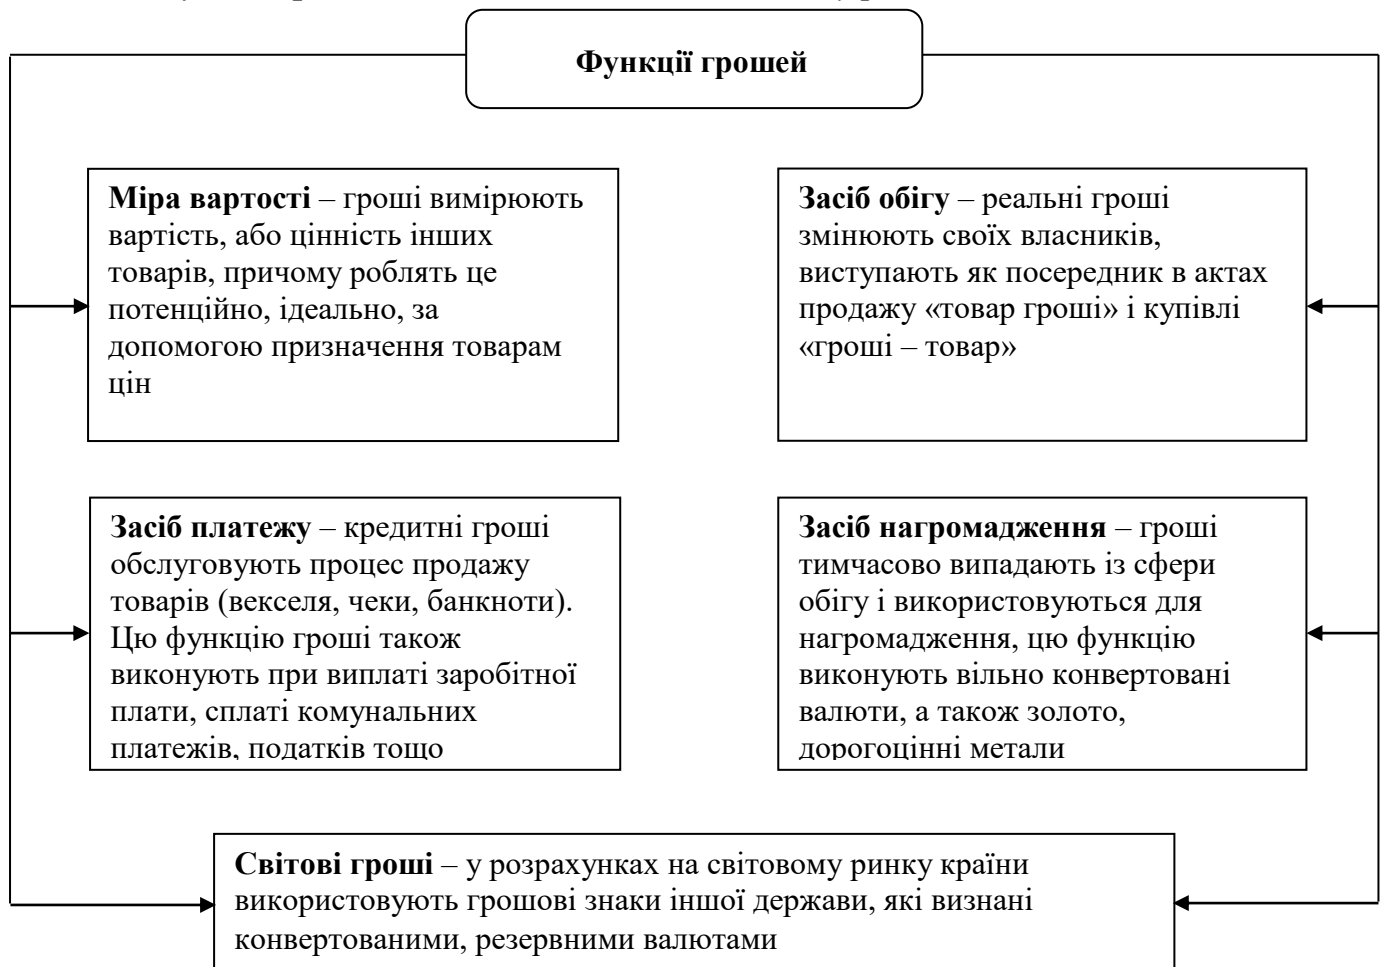 Функції грошей
Міра вартості – гроші вимірюють
вартість, або цінність інших
товарів, причому роблять це
потенційно, ідеально, за
допомогою призначення товарам
цін
Засіб обігу – реальні гроші
змінюють своїх власників,
виступають як посередник в актах
продажу «товар гроші» і купівлі
«гроші – товар»
Засіб платежу – кредитні гроші
обслуговують процес продажу
товарів (векселя, чеки, банкноти).
Цю функцію гроші також
виконують при виплаті заробітної
плати, сплаті комунальних
платежів, податків тощо
Засіб нагромадження – гроші
тимчасово випадають із сфери
обігу і використовуються для
нагромадження, цю функцію
виконують вільно конвертовані
валюти, а також золото,
дорогоцінні метали
Світові гроші – у розрахунках на світовому ринку країни
використовують грошові знаки іншої держави, які визнані
конвертованими, резервними валютами